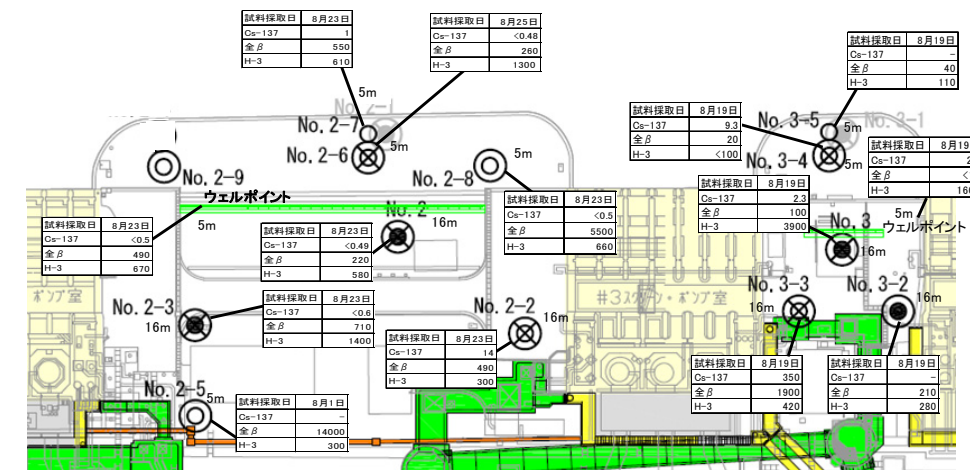 試料採取日 8月23日
Cs-137 1
全β 550
H-3 610
試料採取日 8月25日
Cs-137 <0.48
全β 260
H-3 1300
試料採取日 8月19日
Cs-137 -
全β 40
H-3 110
5m
No. 2-1
No. 2-7
5m
No. 2-6
試料採取日 8月19日
Cs-137 9.3
全β 20
H-3 <100
No. 3-5
5m
No. 3-1
No. 3-4
5m
試料採取日 8月19
Cs-137 2
全β <
H-3 160
No. 2-9
5m
No. 2-8
ウェルポイント
5m
No. 2
16m
試料採取日 8月23日
Cs-137 <0.5
全β 5500
H-3 660
試料採取日 8月19日
Cs-137 2.3
全β 100
H-3 3900
No. 3
16m
5m
ウェルポイント
試料採取日 8月23日
Cs-137 <0.5
全β 490
H-3 670
試料採取日 8月23日
Cs-137 <0.49
全β 220
H-3 580
ポンプ室
No. 2-3
16m
試料採取日 8月23日
Cs-137 <0.6
全β 710
H-3 1400
No. 2-2
16m
#3スクリーン・ポンプ室
No. 3-3
16m
No. 3-2
16m
試料採取日 8月23日
Cs-137 14
全β 490
H-3 300
試料採取日 8月19日
Cs-137 350
全β 1900
H-3 420
試料採取日 8月19日
Cs-137 -
全β 210
H-3 280
No. 2-5
5m
試料採取日 8月1日
Cs-137 -
全β 14000
H-3 300